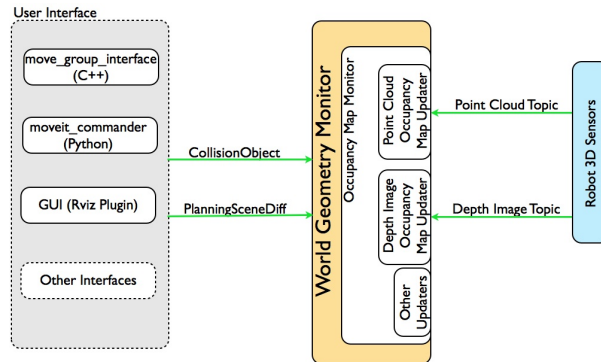 User Interface
move_group_interface
(C++)
moveit_commander
(Python)
GUI (Rviz Plugin)
Other Interfaces
CollisionObject
PlanningSceneDiff
World Geometry Monitor
Occupancy Map Monitor
Point Cloud
Occupancy
Map Updater
Depth Image
Occupancy
Map Updater
Other
Updaters
Point Cloud Topic
Depth Image Topic
Robot 3D Sensors